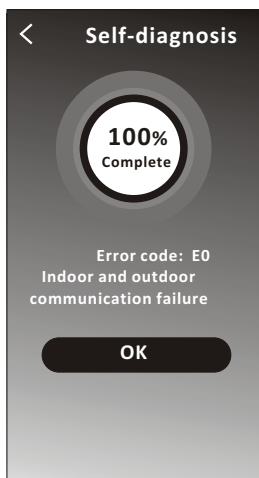 Self-diagnosis
100%
Complete
Error code: E0
Indoor and outdoor
communication failure
OK